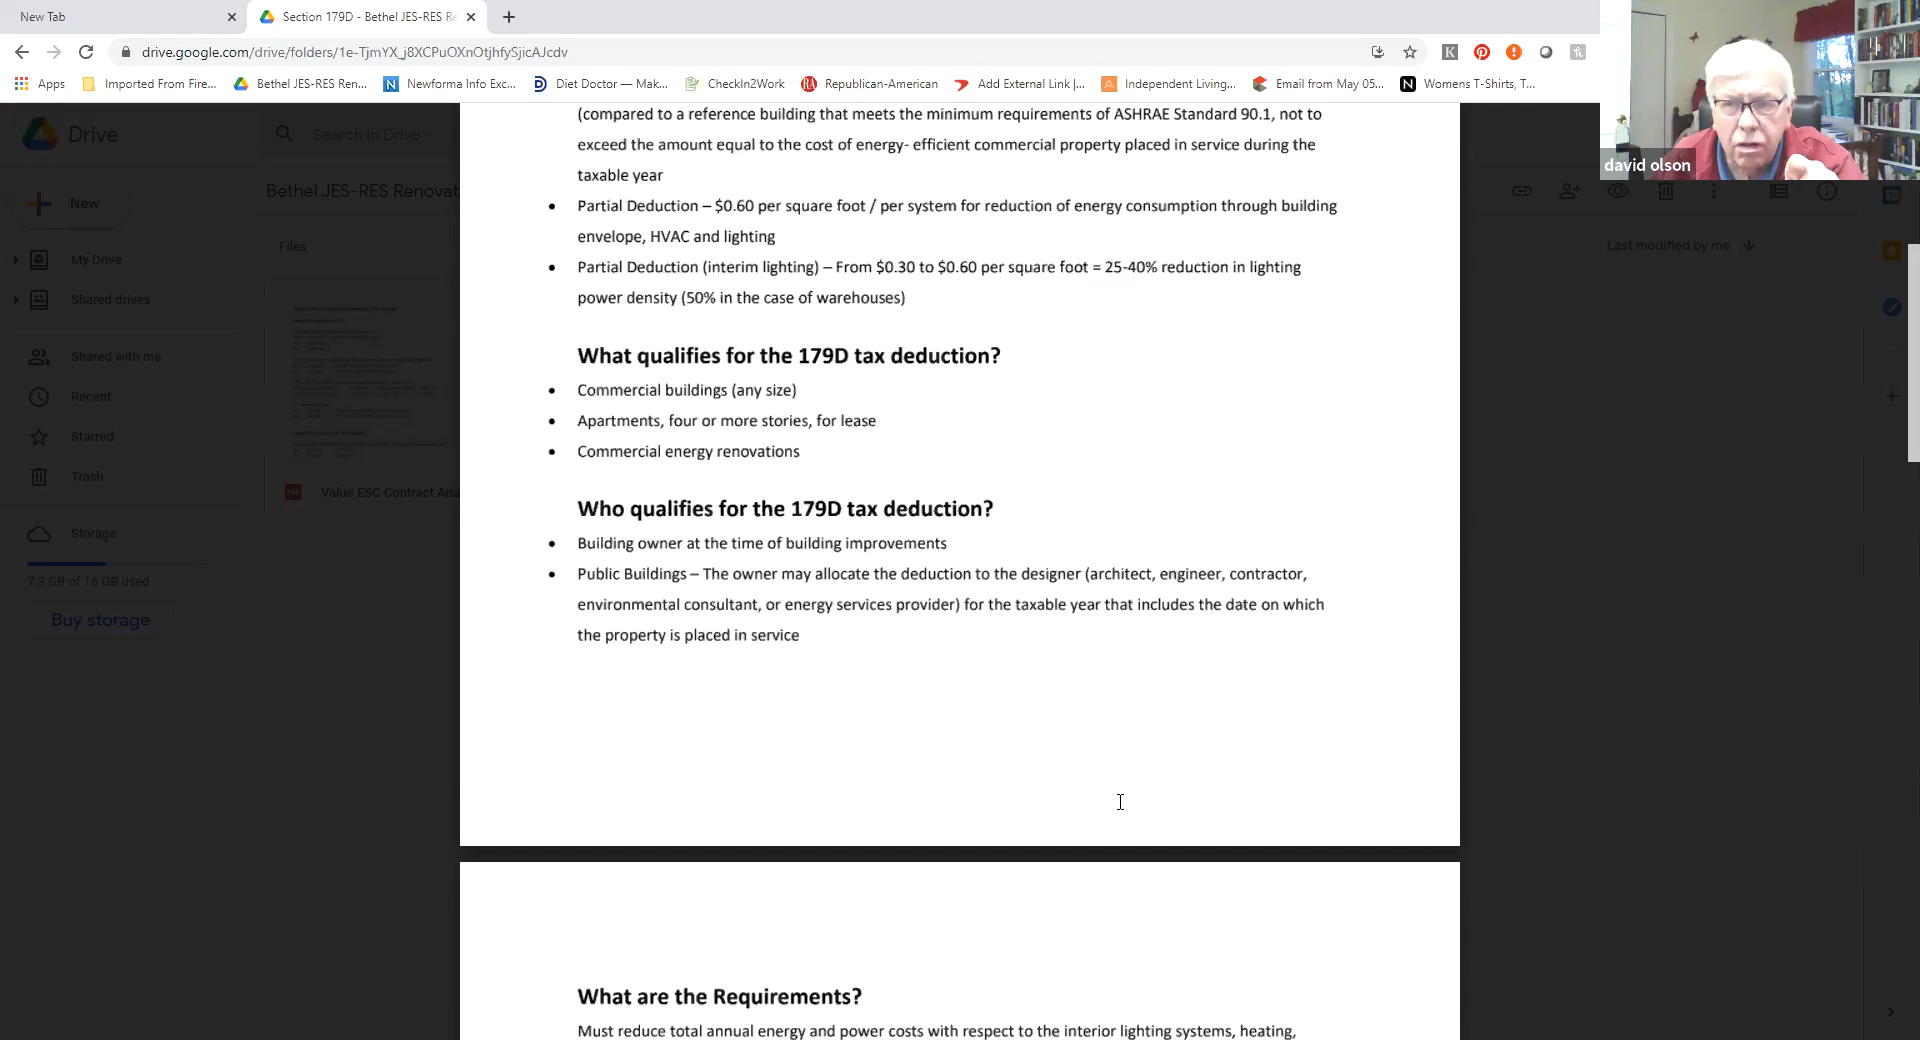 New Tab
Section 179D - Bethel JES-RES Re
drive.google.com/drive/folders/1e-TjmYX_j8XCPuOXnOtjhfySjicAJcdv
Apps
Imported From Fire...
Bethel JES-RES Ren...
Newforma Info Exc...
Diet Doctor — Mak...
CheckIn2Work
Republican-American
Add External Link |...
Independent Living...
Email from May 05...
Womens T-Shirts, T...
david olson
Drive
Search in Drive
New
Bethel JES-RES Renovat
Files
Last modified by me
My Drive
Shared drives
Shared with me
Recent
Starred
Trash
Storage
7.3 GB of 16 GB used
Buy storage
PDF
Value ESC Contract Ana
(compared to a reference building that meets the minimum requirements of ASHRAE Standard 90.1, not to
exceed the amount equal to the cost of energy- efficient commercial property placed in service during the
taxable year
• Partial Deduction – $0.60 per square foot / per system for reduction of energy consumption through building
envelope, HVAC and lighting
• Partial Deduction (interim lighting) – From $0.30 to $0.60 per square foot = 25-40% reduction in lighting
power density (50% in the case of warehouses)
What qualifies for the 179D tax deduction?
• Commercial buildings (any size)
• Apartments, four or more stories, for lease
• Commercial energy renovations
Who qualifies for the 179D tax deduction?
• Building owner at the time of building improvements
• Public Buildings – The owner may allocate the deduction to the designer (architect, engineer, contractor,
environmental consultant, or energy services provider) for the taxable year that includes the date on which
the property is placed in service
What are the Requirements?
Must reduce total annual energy and power costs with respect to the interior lighting systems, heating,